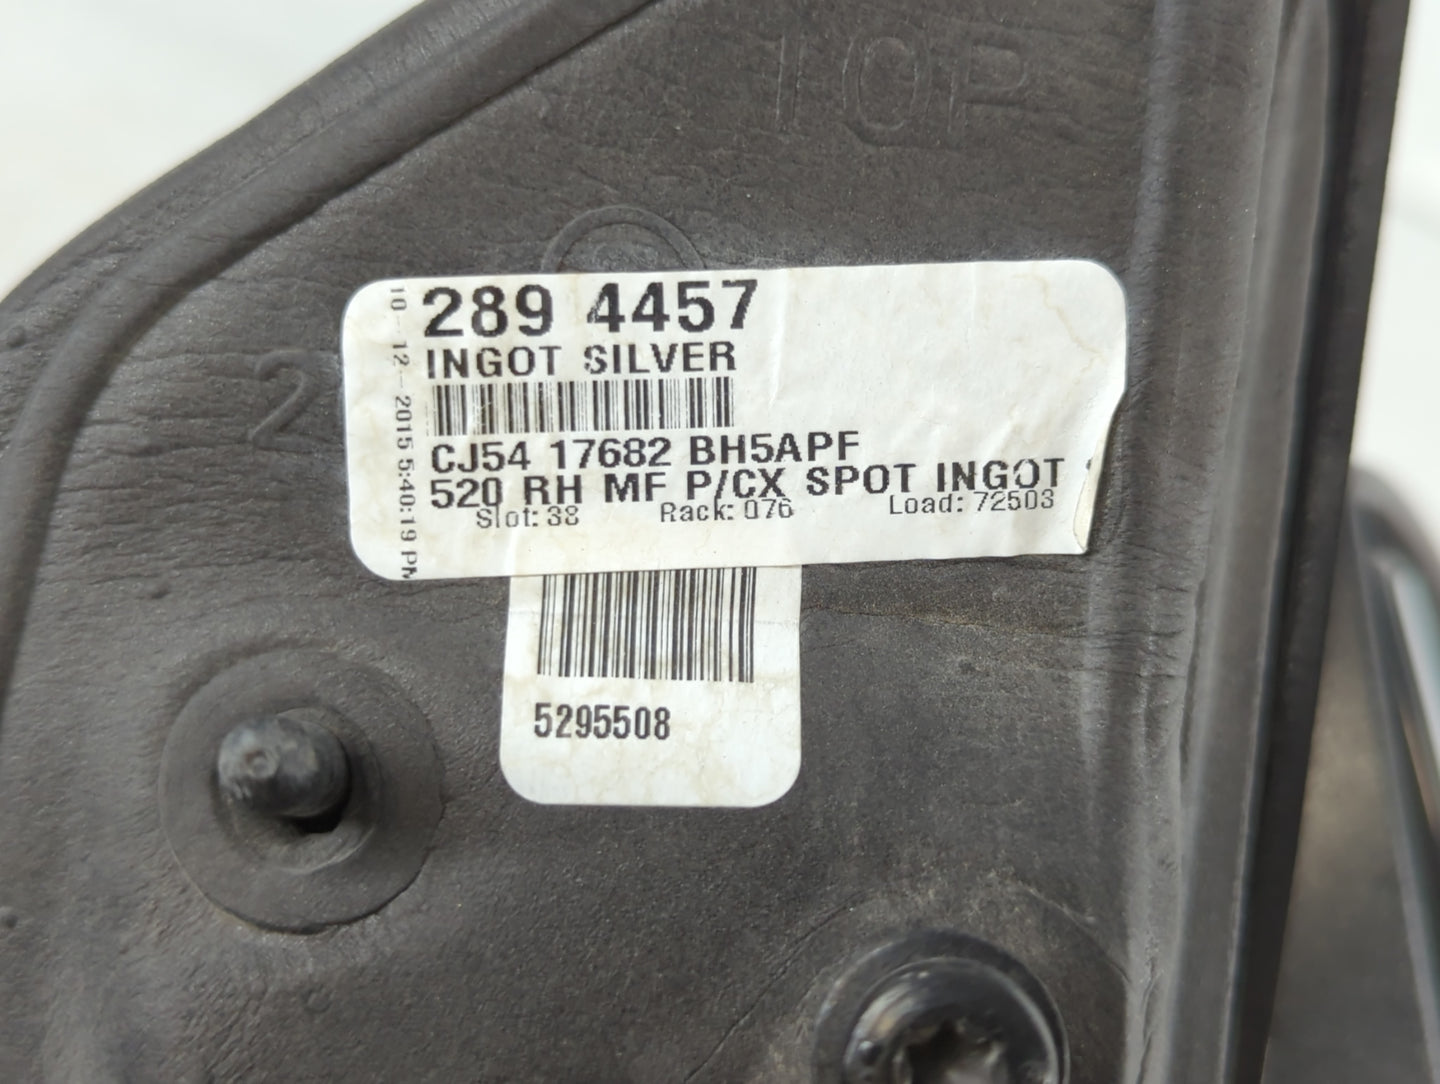 TOP
2
10-12-2015 5:40:19 PM
289 4457
INGOT SILVER
CJ54 17682 BH5APF
520 RH MF P/CX SPOT INGOT
Slot: 38 Rack: 076 Load: 72503
5295508